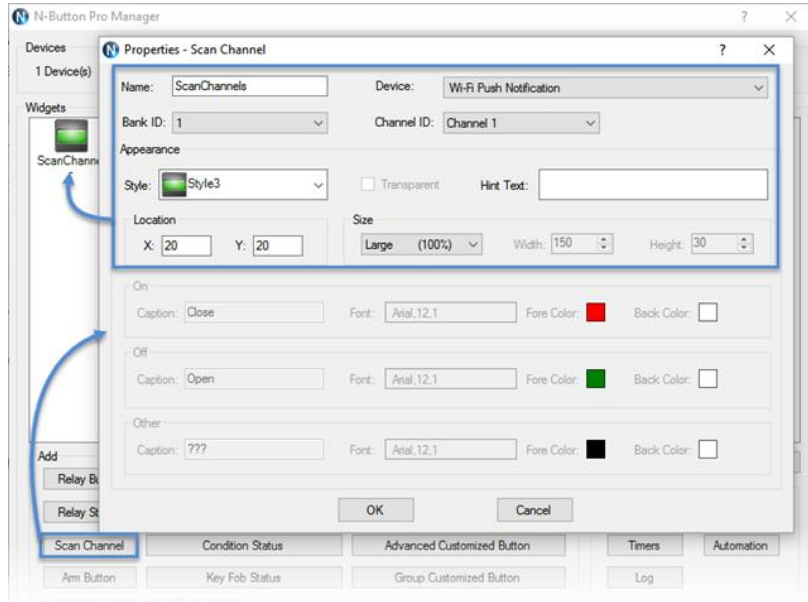 N-Button Pro Manager ?
Devices
1 Device(s)
Widgets
ScanChanne
Properties - Scan Channel ?
Name: ScanChannels Device: Wi-Fi Push Notification
Bank ID: 1 Channel ID: Channel 1
Appearance
Style: Style3 Transparent Hint Text:
Location Size
X: 20 Y: 20 Large (100%) Width: 150 Height: 30
On
Caption: Close Font: Arial,12,1 Fore Color: Back Color:
Off
Caption: Open Font: Arial,12,1 Fore Color: Back Color:
Other
Caption: ??? Font: Arial,12,1 Fore Color: Back Color:
OK Cancel
Add
Relay Bu
Relay St
Scan Channel Condition Status Advanced Customized Button Timers Automation
Arm Button Key Fob Status Group Customized Button Log